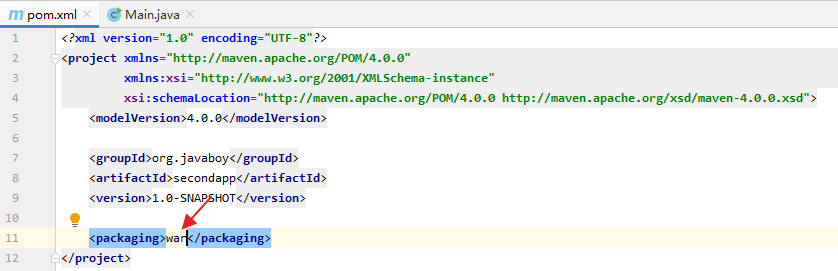 pom.xml Main.java
1 <?xml version="1.0" encoding="UTF-8"?>
2 <project xmlns="http://maven.apache.org/POM/4.0.0"
3 xmlns:xsi="http://www.w3.org/2001/XMLSchema-instance"
4 xsi:schemaLocation="http://maven.apache.org/POM/4.0.0 http://maven.apache.org/xsd/maven-4.0.0.xsd">
5 <modelVersion>4.0.0</modelVersion>
6
7 <groupId>org.javaboy</groupId>
8 <artifactId>secondapp</artifactId>
9 <version>1.0-SNAPSHOT</version>
10
11 <packaging>war</packaging>
12 </project>